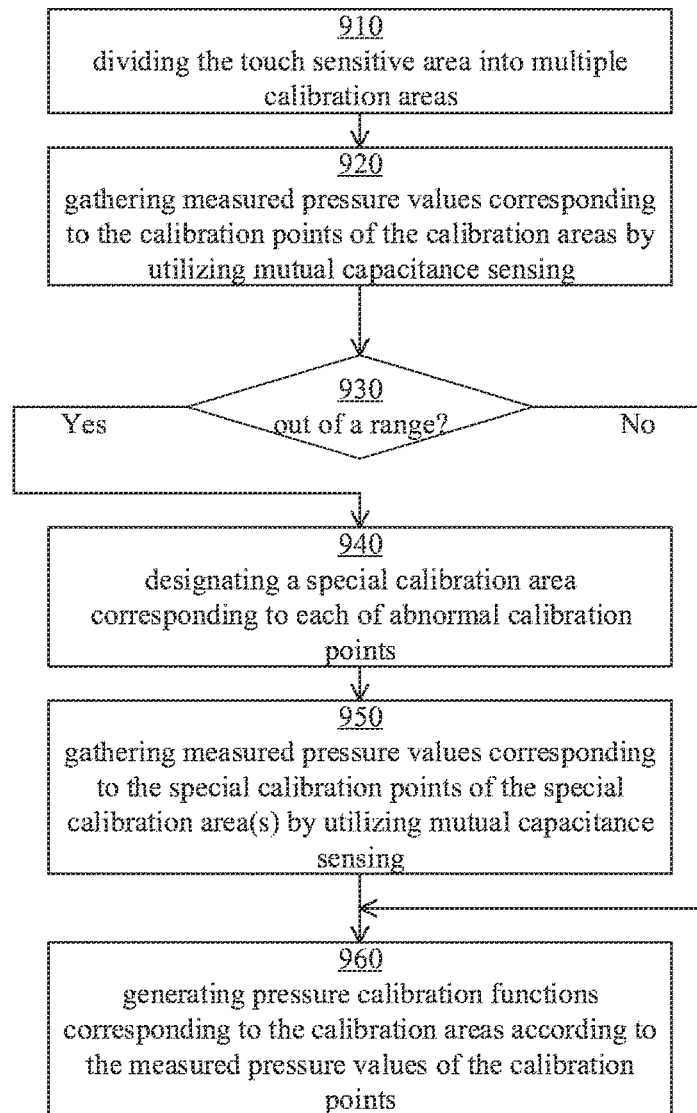 910
dividing the touch sensitive area into multiple
calibration areas
920
gathering measured pressure values corresponding
to the calibration points of the calibration areas by
utilizing mutual capacitance sensing
930
Yes
out of a range?
No
940
designating a special calibration area
corresponding to each of abnormal calibration
points
950
gathering measured pressure values corresponding
to the special calibration points of the special
calibration area(s) by utilizing mutual capacitance
sensing
960
generating pressure calibration functions
corresponding to the calibration areas according to
the measured pressure values of the calibration
points